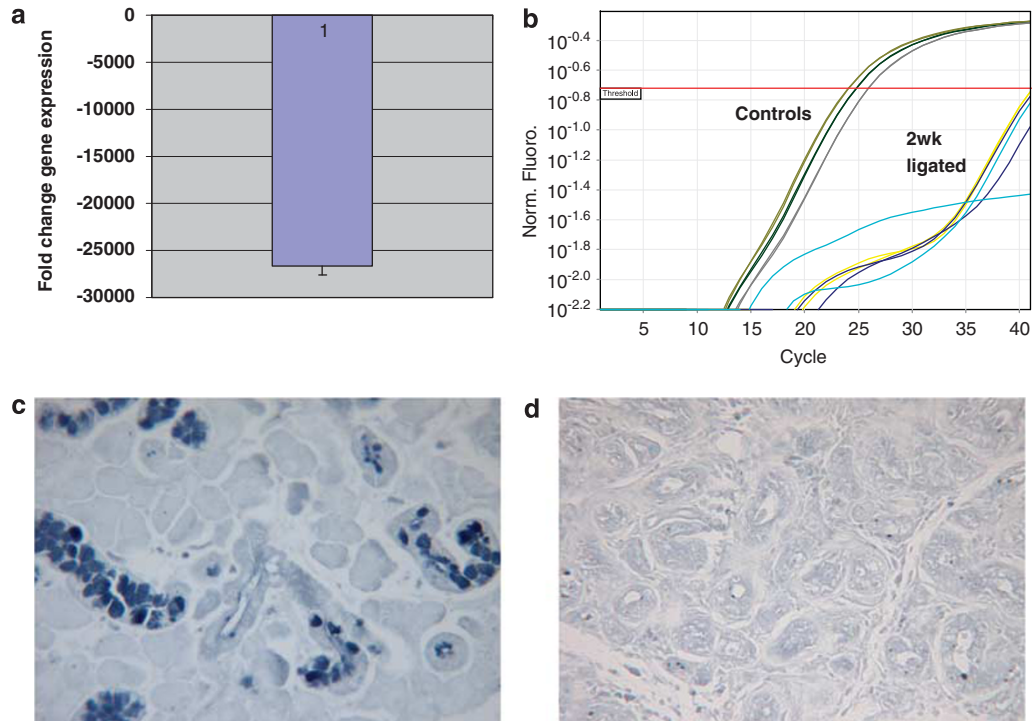 a
Fold change gene expression
0
-5000
-10000
-15000
-20000
-25000
-30000
1
b
Norm. Fluoro.
10-0.4
10-0.6
10-0.8
10-1.0
10-1.2
10-1.4
10-1.6
10-1.8
10-2.0
10-2.2
Threshold
Controls
2wk
ligated
5
10
15
20
25
30
35
40
Cycle
c
d